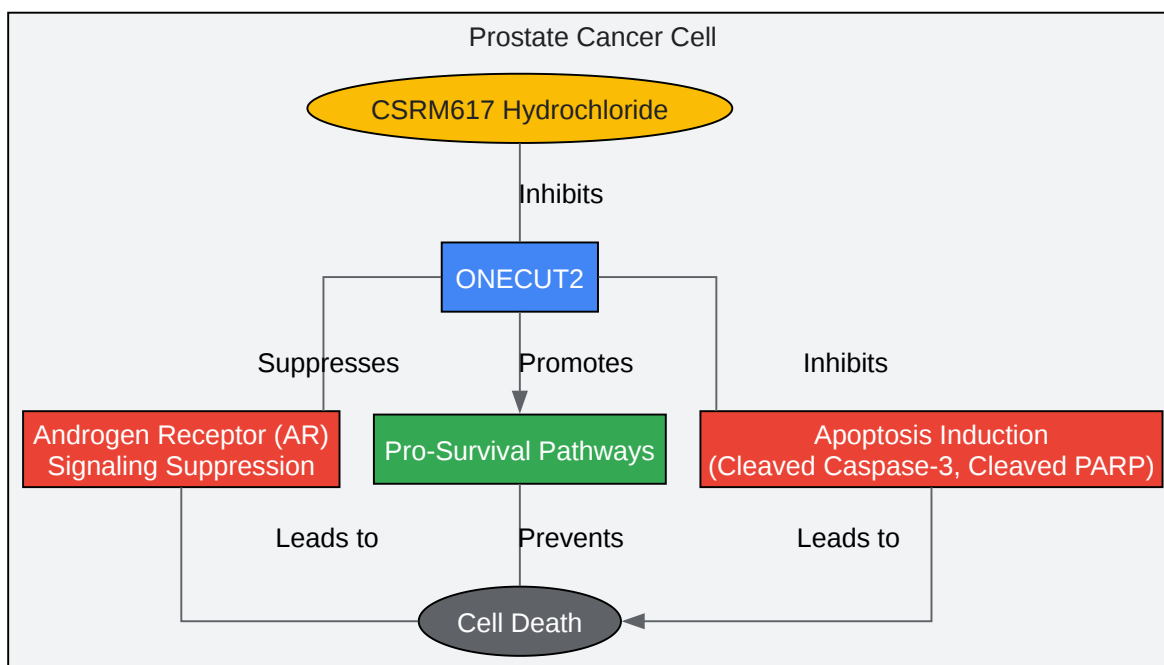 Prostate Cancer Cell
CSRM617 Hydrochloride
Inhibits
ONECUT2
Suppresses
Promotes
Inhibits
Androgen Receptor (AR)
Signaling Suppression
Pro-Survival Pathways
Apoptosis Induction
(Cleaved Caspase-3, Cleaved PARP)
Leads to
Prevents
Leads to
Cell Death